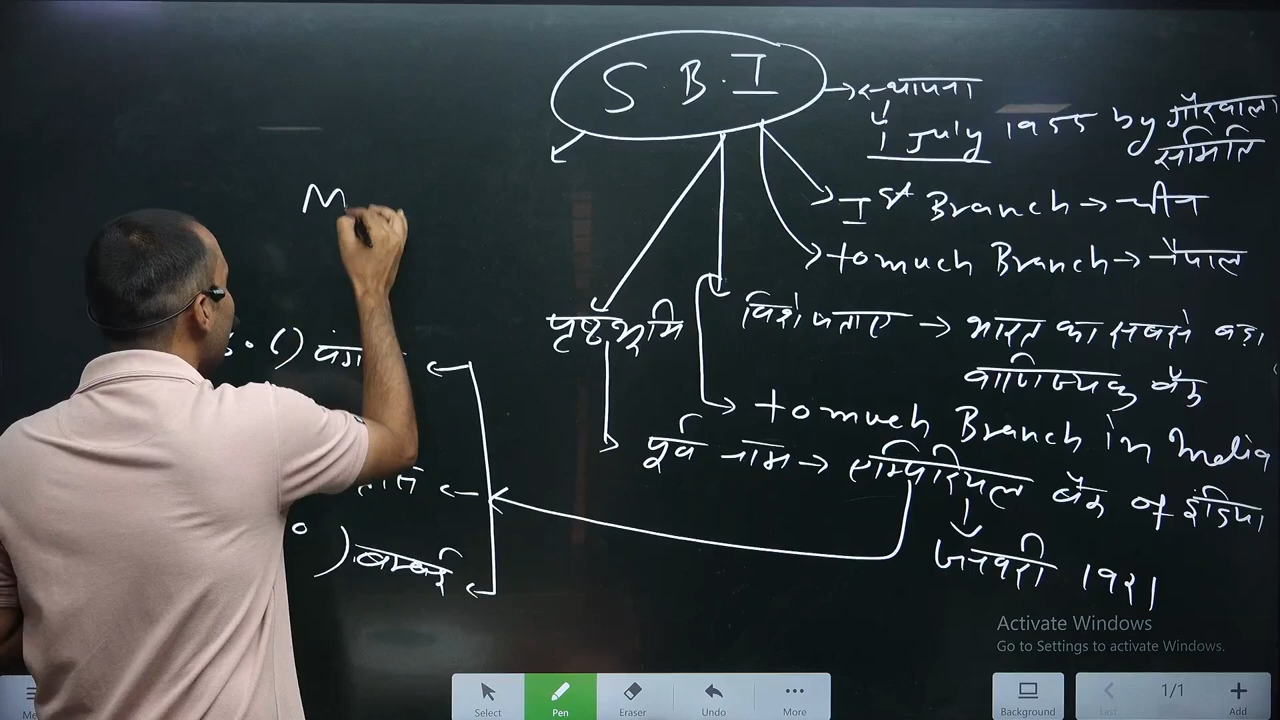 S.B.I → स्थापना
1 July 1955 by गोरवाला
समिति
Ist Branch → चीन
to much Branch → नेपाल
M
पृष्ठभूमि
विशेषताए → भारत का सबसे बड़ा
वाणिज्यक बैंक
to much Branch in India
पूर्व नाम → इम्पिरियल बैंक of इंडिया
जनवरी 1921
) बम्बई
Activate Windows
Go to Settings to activate Windows.
Select
Pen
Eraser
Undo
More
Background
Last
1/1
Add